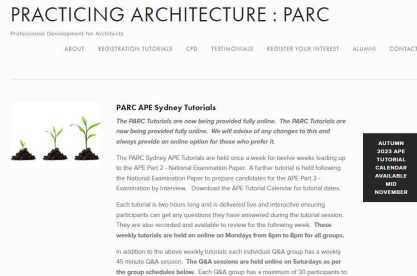 PRACTICING ARCHITECTURE : PARC
Professional Development for Architects
ABOUT REGISTRATION TUTORIALS CPD TESTIMONIALS REGISTER YOUR INTEREST ALUMNI CONTACT
PARC APE Sydney Tutorials
The PARC Tutorials are now being provided fully online. The PARC Tutorials are
now being provided fully online. We will advise of any changes to this and
always provide an online option for those who prefer it.
The PARC Sydney APE Tutorials are held once a week for twelve weeks leading up
to the APE Part 2 - National Examination Paper. A further tutorial is held following
the National Examination Paper to prepare candidates for the APE Part 3 -
Examination by Interview. Download the APE Tutorial Calendar for tutorial dates.
Each tutorial is two hours long and is delivered live and interactive ensuring
participants can get any questions they have answered during the tutorial session.
They are also recorded and available to review for the following week. These
weekly tutorials are held on online on Mondays from 6pm to 8pm for all groups.
In addition to the above weekly tutorials each individual Q&A group has a weekly
45 minute Q&A session. The Q&A sessions are held online on Saturdays as per
the group schedules below. Each Q&A group has a maximum of 30 participants to
AUTUMN
2023 APE
TUTORIAL
CALENDAR
AVAILABLE
MID
NOVEMBER